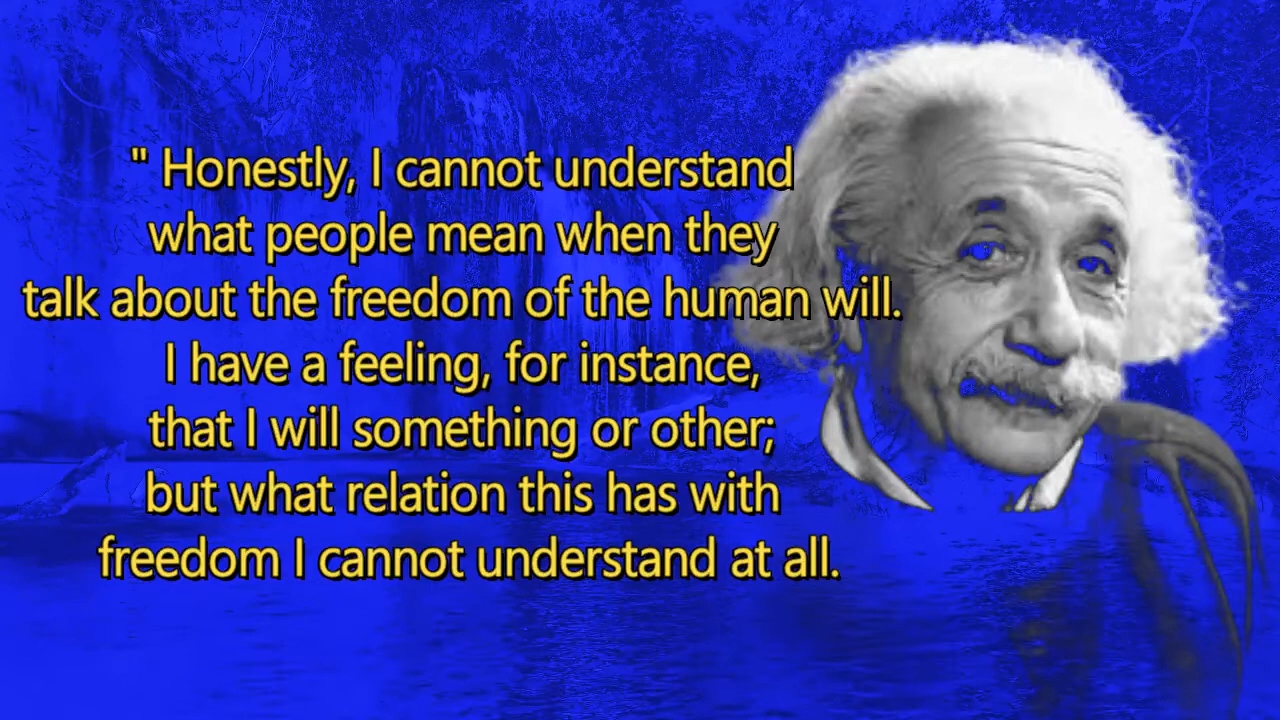 " Honestly, I cannot understand
what people mean when they
talk about the freedom of the human will.
I have a feeling, for instance,
that I will something or other;
but what relation this has with
freedom I cannot understand at all.